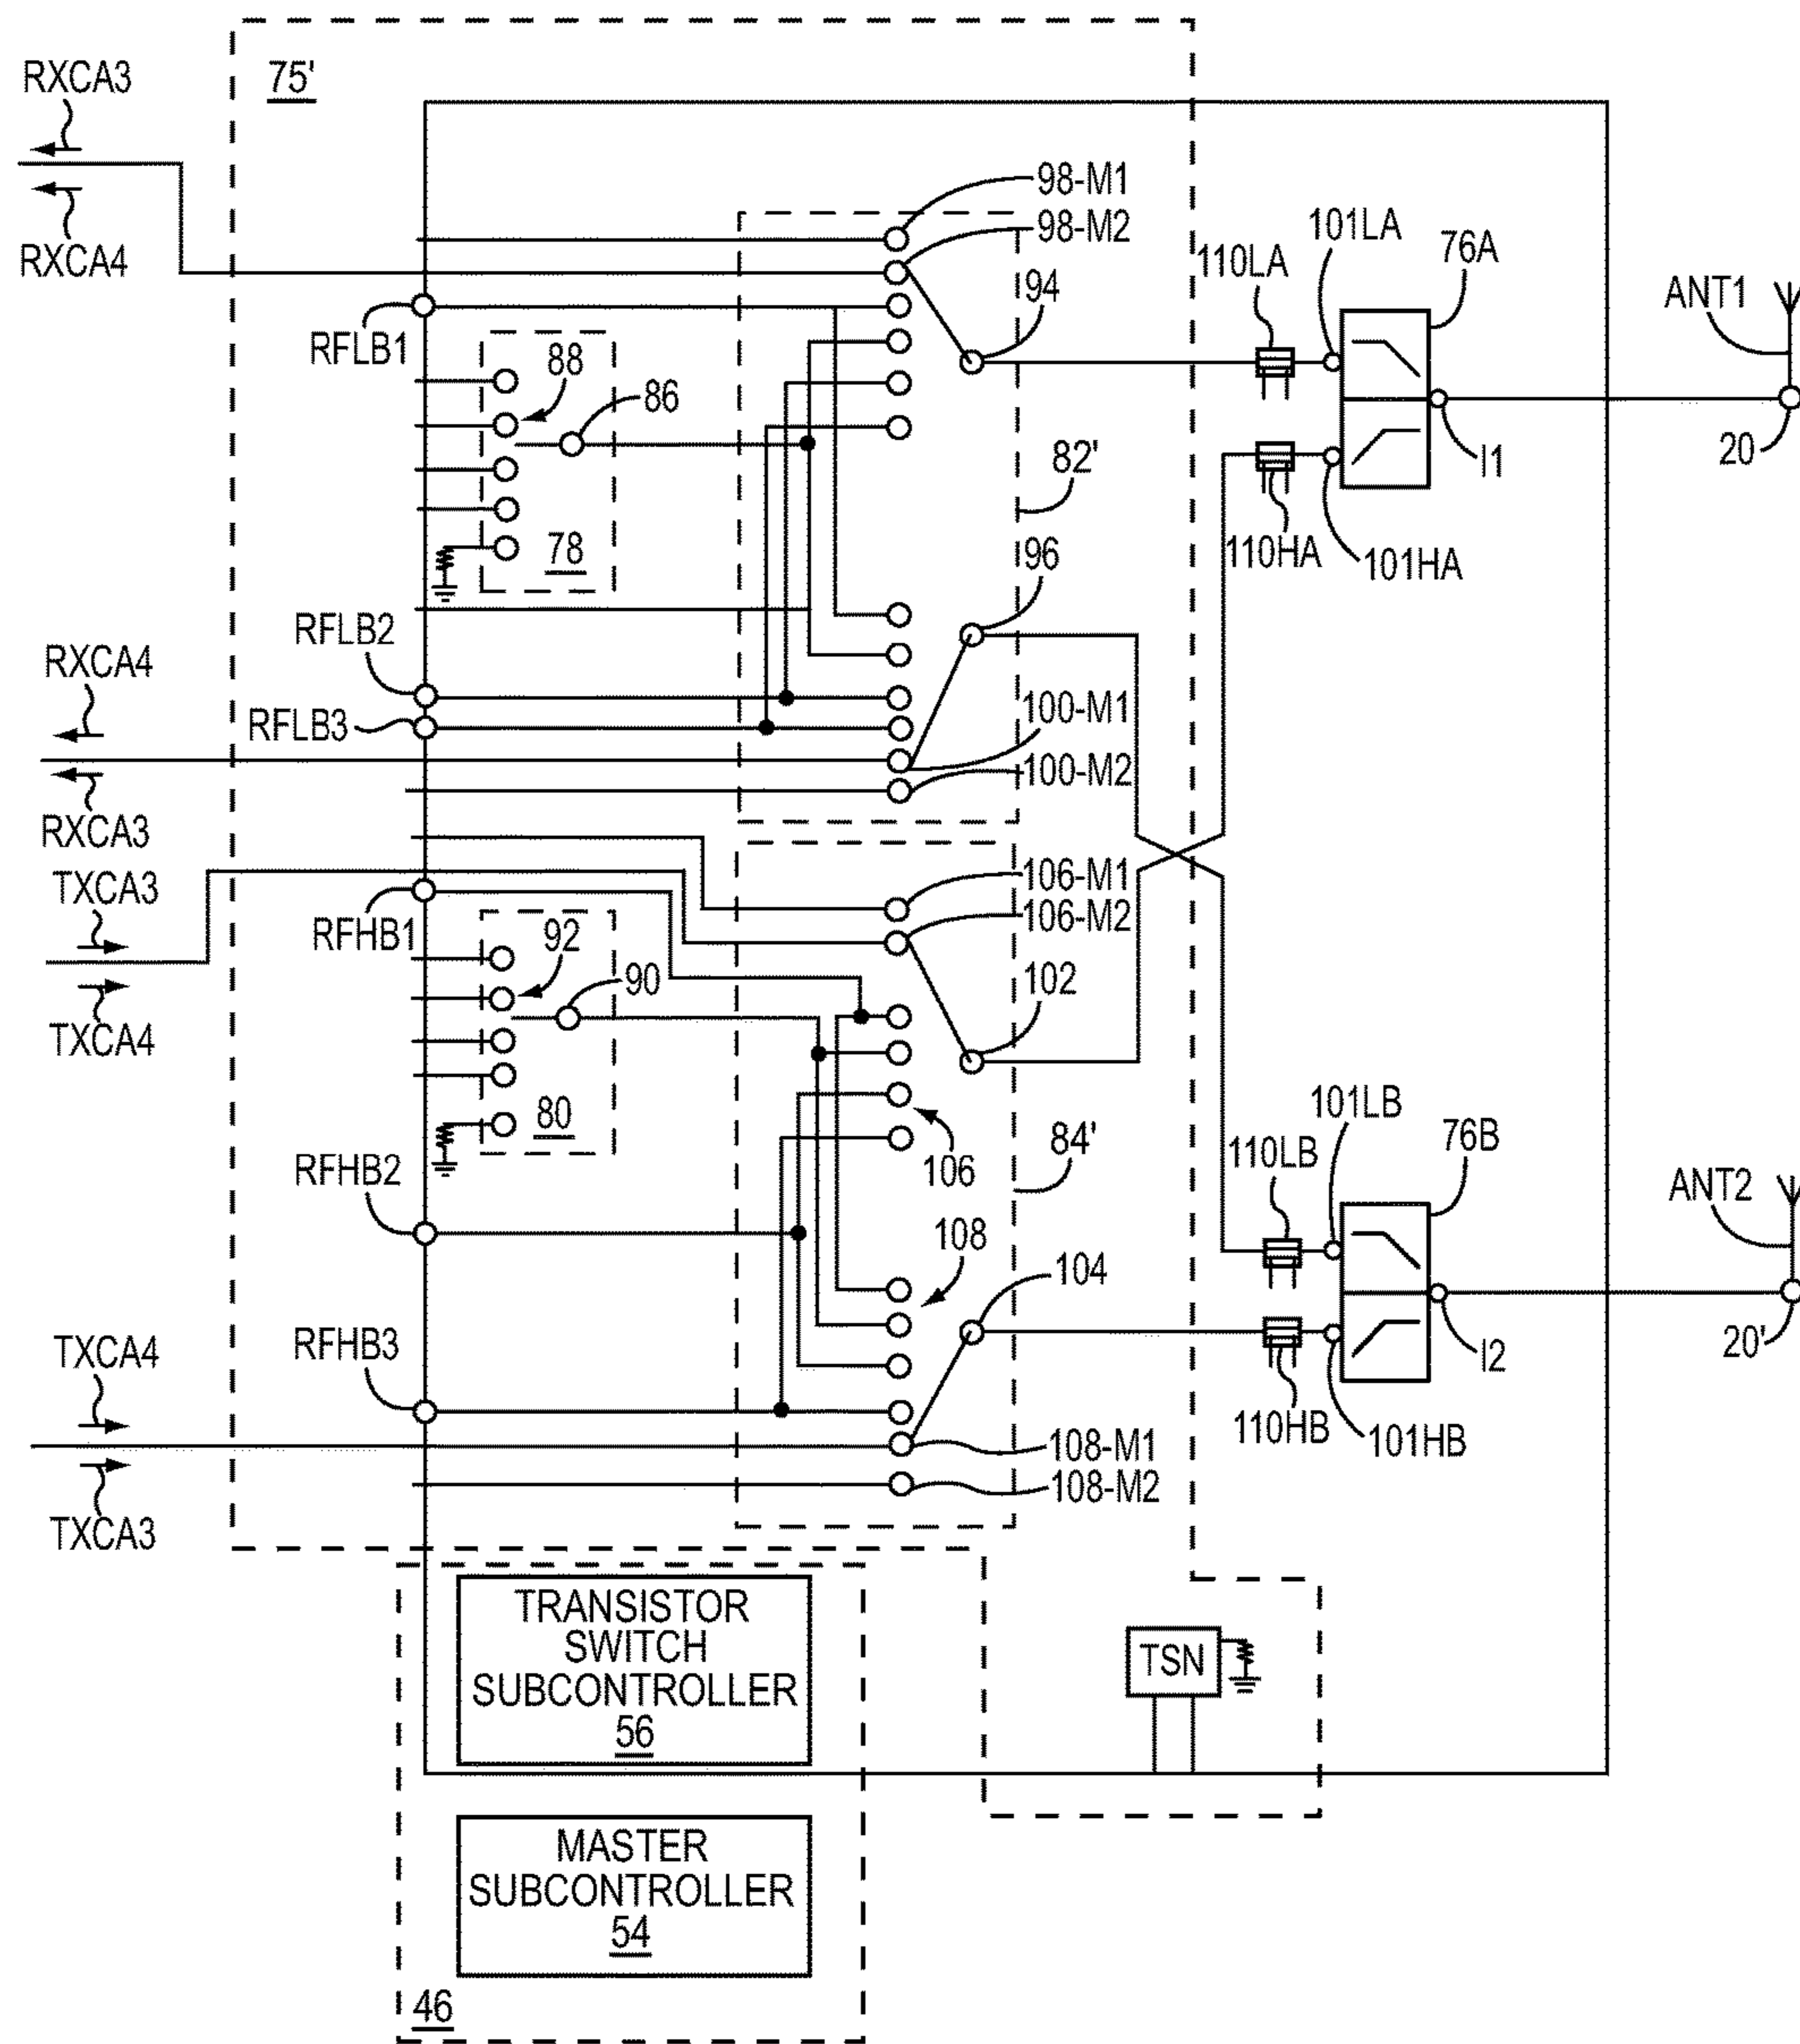 75'
RXCA3
RXCA4
98-M1
98-M2
94
110LA
101LA
76A
ANT1
RFLB1
88
86
82'
I1
20
78
96
110HA
101HA
RFLB2
RXCA4
RFLB3
100-M1
100-M2
RXCA3
TXCA3
106-M1
106-M2
RFHB1
92
90
102
TXCA4
80
106
84'
101LB
110LB
76B
RFHB2
ANT2
108
104
TXCA4
RFHB3
I2
20'
110HB
101HB
108-M1
108-M2
TXCA3
TRANSISTOR
SWITCH
SUBCONTROLLER
56
TSN
MASTER
SUBCONTROLLER
54
46